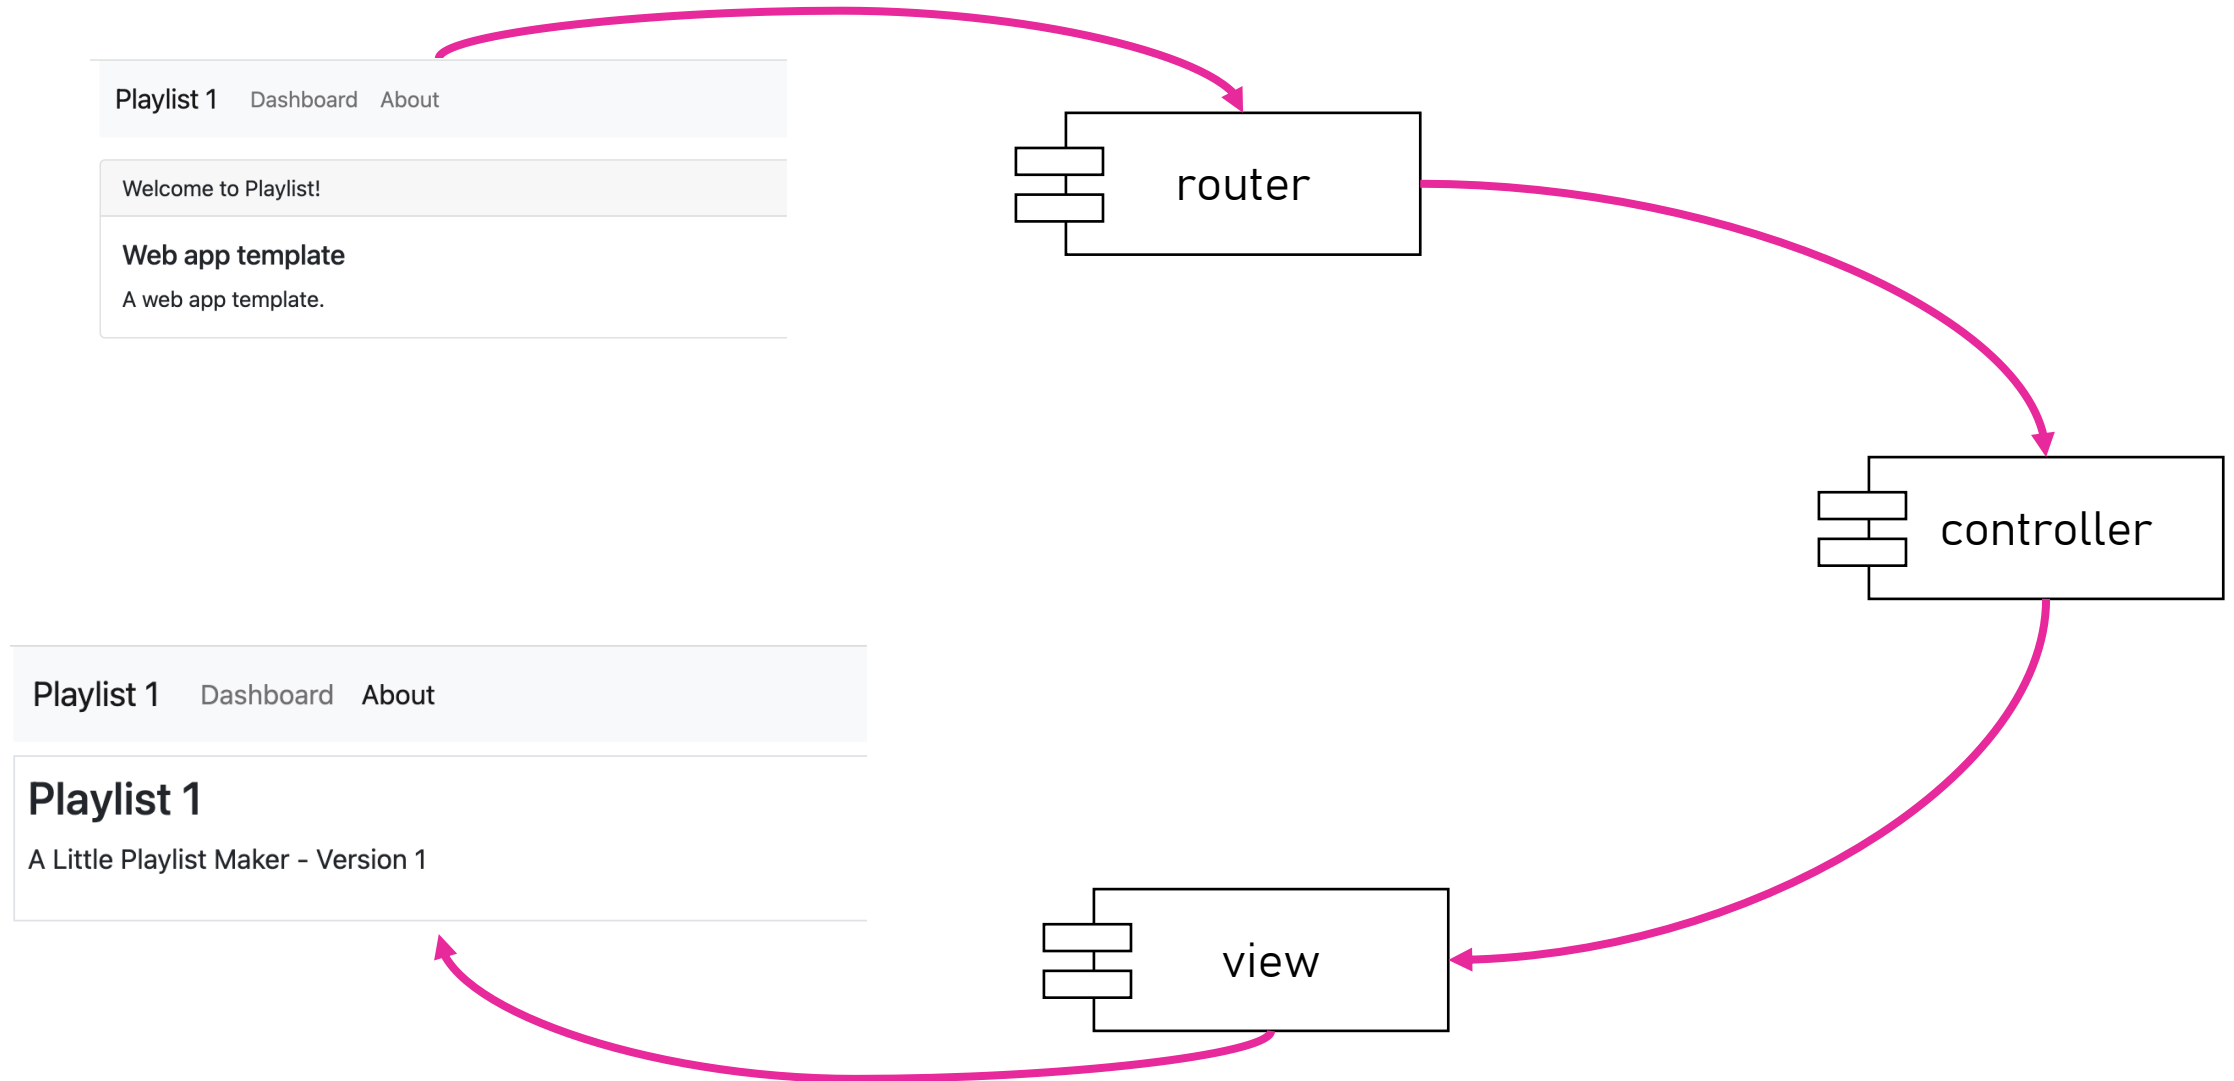 Playlist 1 Dashboard About
Welcome to Playlist!
Web app template
A web app template.
router
controller
Playlist 1 Dashboard About
Playlist 1
A Little Playlist Maker - Version 1
view